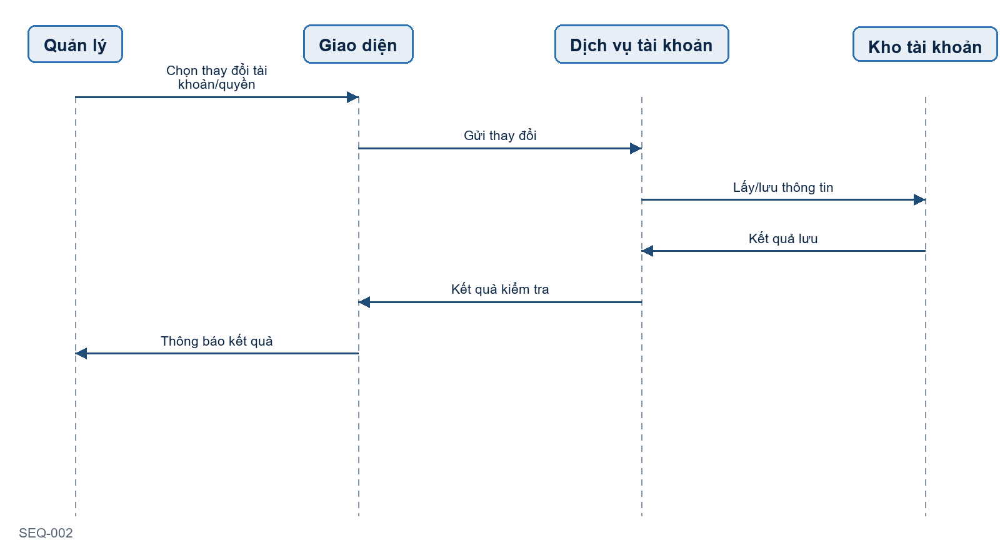 Quản lý
Giao diện
Dịch vụ tài khoản
Kho tài khoản
Chọn thay đổi tài
khoản/quyền
Gửi thay đổi
Lấy/lưu thông tin
Kết quả lưu
Kết quả kiểm tra
Thông báo kết quả
SEQ-002